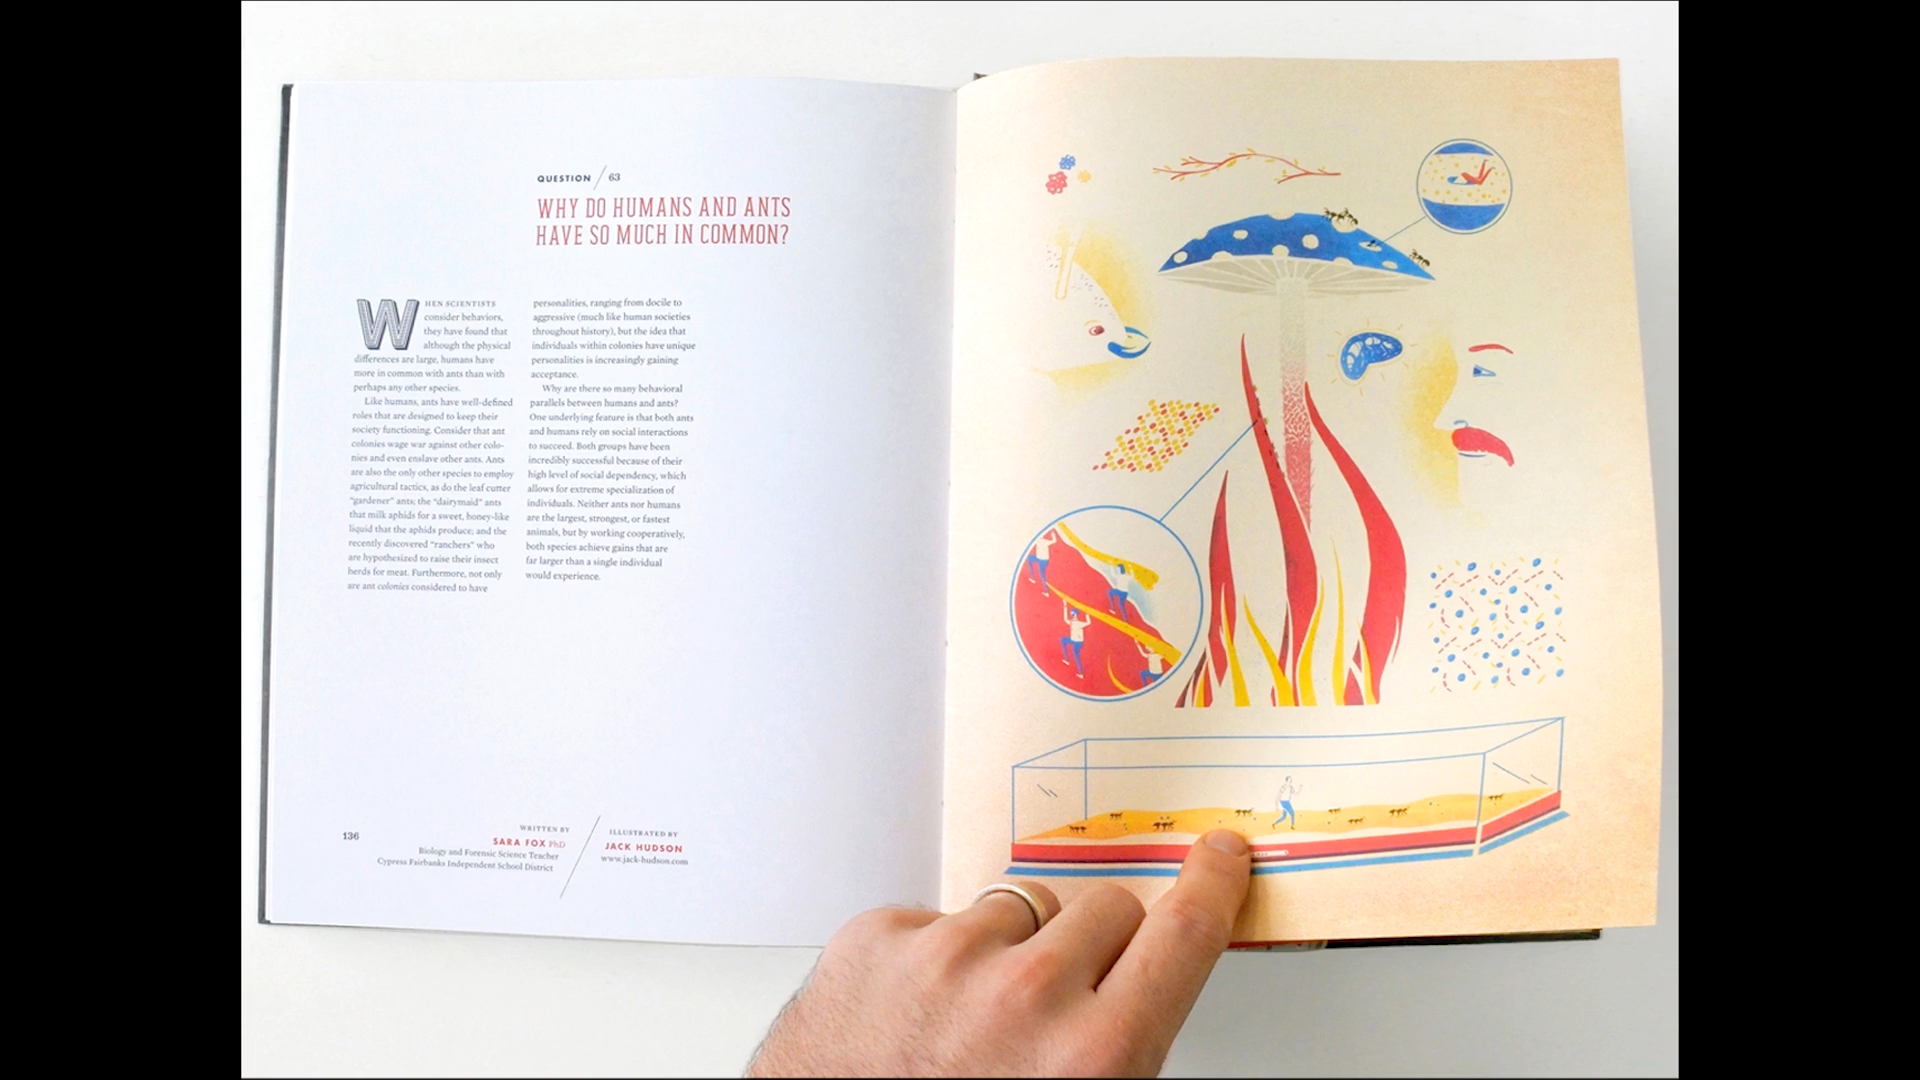 QUESTION / 63
WHY DO HUMANS AND ANTS
HAVE SO MUCH IN COMMON?
WHEN SCIENTISTS
consider behaviors,
they have found that
although the physical
differences are large, humans have
more in common with ants than with
perhaps any other species.
Like humans, ants have well-defined
roles that are designed to keep their
society functioning. Consider that ant
colonies wage war against other colo-
nies and even enslave other ants. Ants
are also the only other species to employ
agricultural tactics, as do the leaf cutter
“gardener” ants; the “dairymaid” ants
that milk aphids for a sweet, honey-like
liquid that the aphids produce; and the
recently discovered “ranchers” who
are hypothesized to raise their insect
herds for meat. Furthermore, not only
are ant colonies considered to have
personalities, ranging from docile to
aggressive (much like human societies
throughout history), but the idea that
individuals within colonies have unique
personalities is increasingly gaining
acceptance.
Why are there so many behavioral
parallels between humans and ants?
One underlying feature is that both ants
and humans rely on social interactions
to succeed. Both groups have been
incredibly successful because of their
high level of social dependency, which
allows for extreme specialization of
individuals. Neither ants nor humans
are the largest, strongest, or fastest
animals, but by working cooperatively,
both species achieve gains that are
far larger than a single individual
would experience.
136
WRITTEN BY
SARA FOX PhD
Biology and Forensic Science Teacher
Cypress Fairbanks Independent School District
ILLUSTRATED BY
JACK HUDSON
www.jack-hudson.com